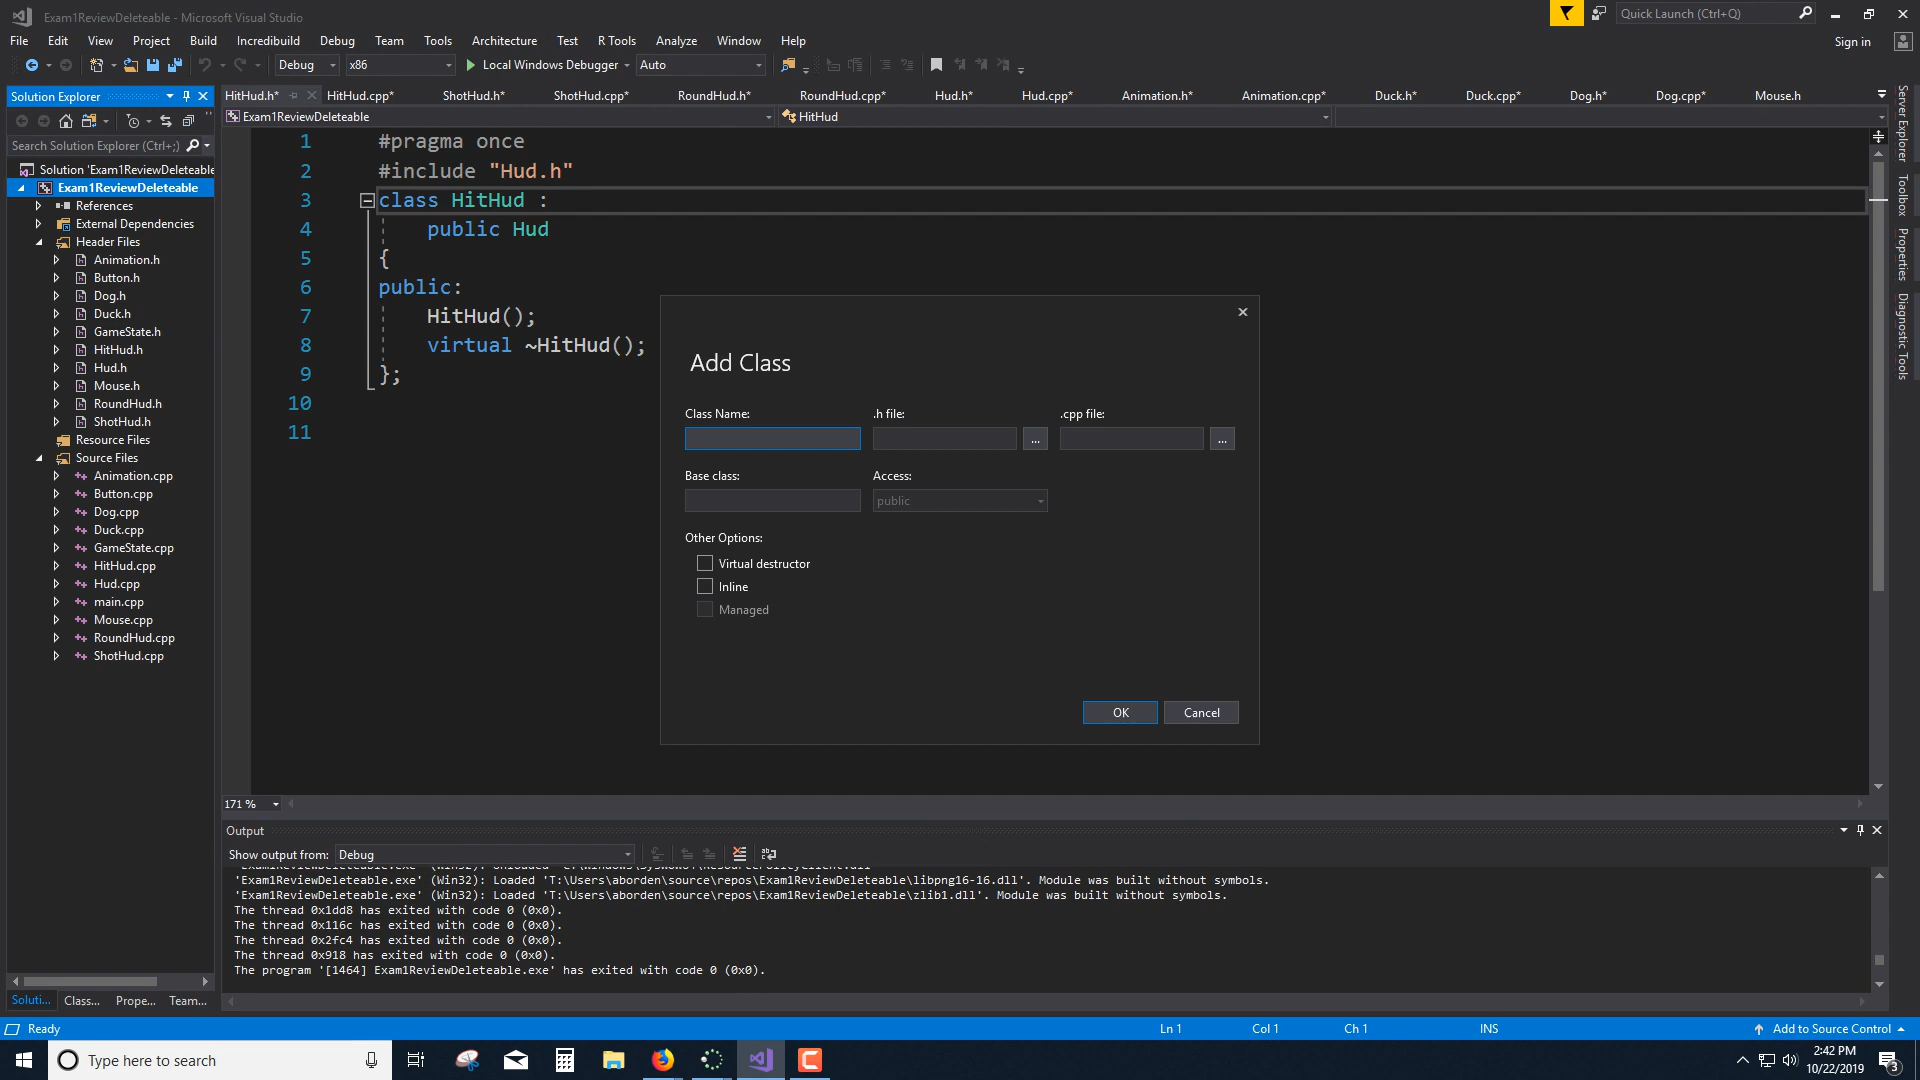 Exam1ReviewDeleteable - Microsoft Visual Studio
Quick Launch (Ctrl+Q)
File Edit View Project Build Incredibuild Debug Team Tools Architecture Test R Tools Analyze Window Help
Sign in
Debug x86 Local Windows Debugger Auto
Solution Explorer
HitHud.h* HitHud.cpp* ShotHud.h* ShotHud.cpp* RoundHud.h* RoundHud.cpp* Hud.h* Hud.cpp* Animation.h* Animation.cpp* Duck.h* Duck.cpp* Dog.h* Dog.cpp* Mouse.h
Exam1ReviewDeleteable HitHud
Search Solution Explorer (Ctrl+;)
Solution 'Exam1ReviewDeleteable
Exam1ReviewDeleteable
References
External Dependencies
Header Files
Animation.h
Button.h
Dog.h
Duck.h
GameState.h
HitHud.h
Hud.h
Mouse.h
RoundHud.h
ShotHud.h
Resource Files
Source Files
Animation.cpp
Button.cpp
Dog.cpp
Duck.cpp
GameState.cpp
HitHud.cpp
Hud.cpp
main.cpp
Mouse.cpp
RoundHud.cpp
ShotHud.cpp
Soluti... Class... Prope... Team...
1 #pragma once
2 #include "Hud.h"
3 class HitHud :
4 public Hud
5 {
6 public:
7 HitHud();
8 virtual ~HitHud();
9 };
10
11
Add Class
Class Name: .h file: .cpp file:
... ...
Base class: Access:
public
Other Options:
Virtual destructor
Inline
Managed
OK Cancel
Server Explorer
Toolbox
Properties
Diagnostic Tools
171 %
Output
Show output from: Debug
'Exam1ReviewDeleteable.exe' (Win32): Loaded 'T:\Users\aborden\source\repos\Exam1ReviewDeleteable\libpng16-16.dll'. Module was built without symbols.
'Exam1ReviewDeleteable.exe' (Win32): Loaded 'T:\Users\aborden\source\repos\Exam1ReviewDeleteable\zlib1.dll'. Module was built without symbols.
The thread 0x1dd8 has exited with code 0 (0x0).
The thread 0x116c has exited with code 0 (0x0).
The thread 0x2fc4 has exited with code 0 (0x0).
The thread 0x918 has exited with code 0 (0x0).
The program '[1464] Exam1ReviewDeleteable.exe' has exited with code 0 (0x0).
Ready Ln 1 Col 1 Ch 1 INS Add to Source Control
Type here to search
2:42 PM
10/22/2019
3